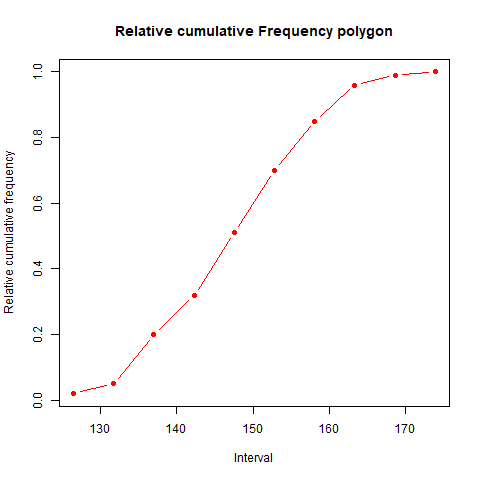 Relative cumulative Frequency polygon
Relative cumulative frequency
1.0
0.8
0.6
0.4
0.2
0.0
130 140 150 160 170
Interval